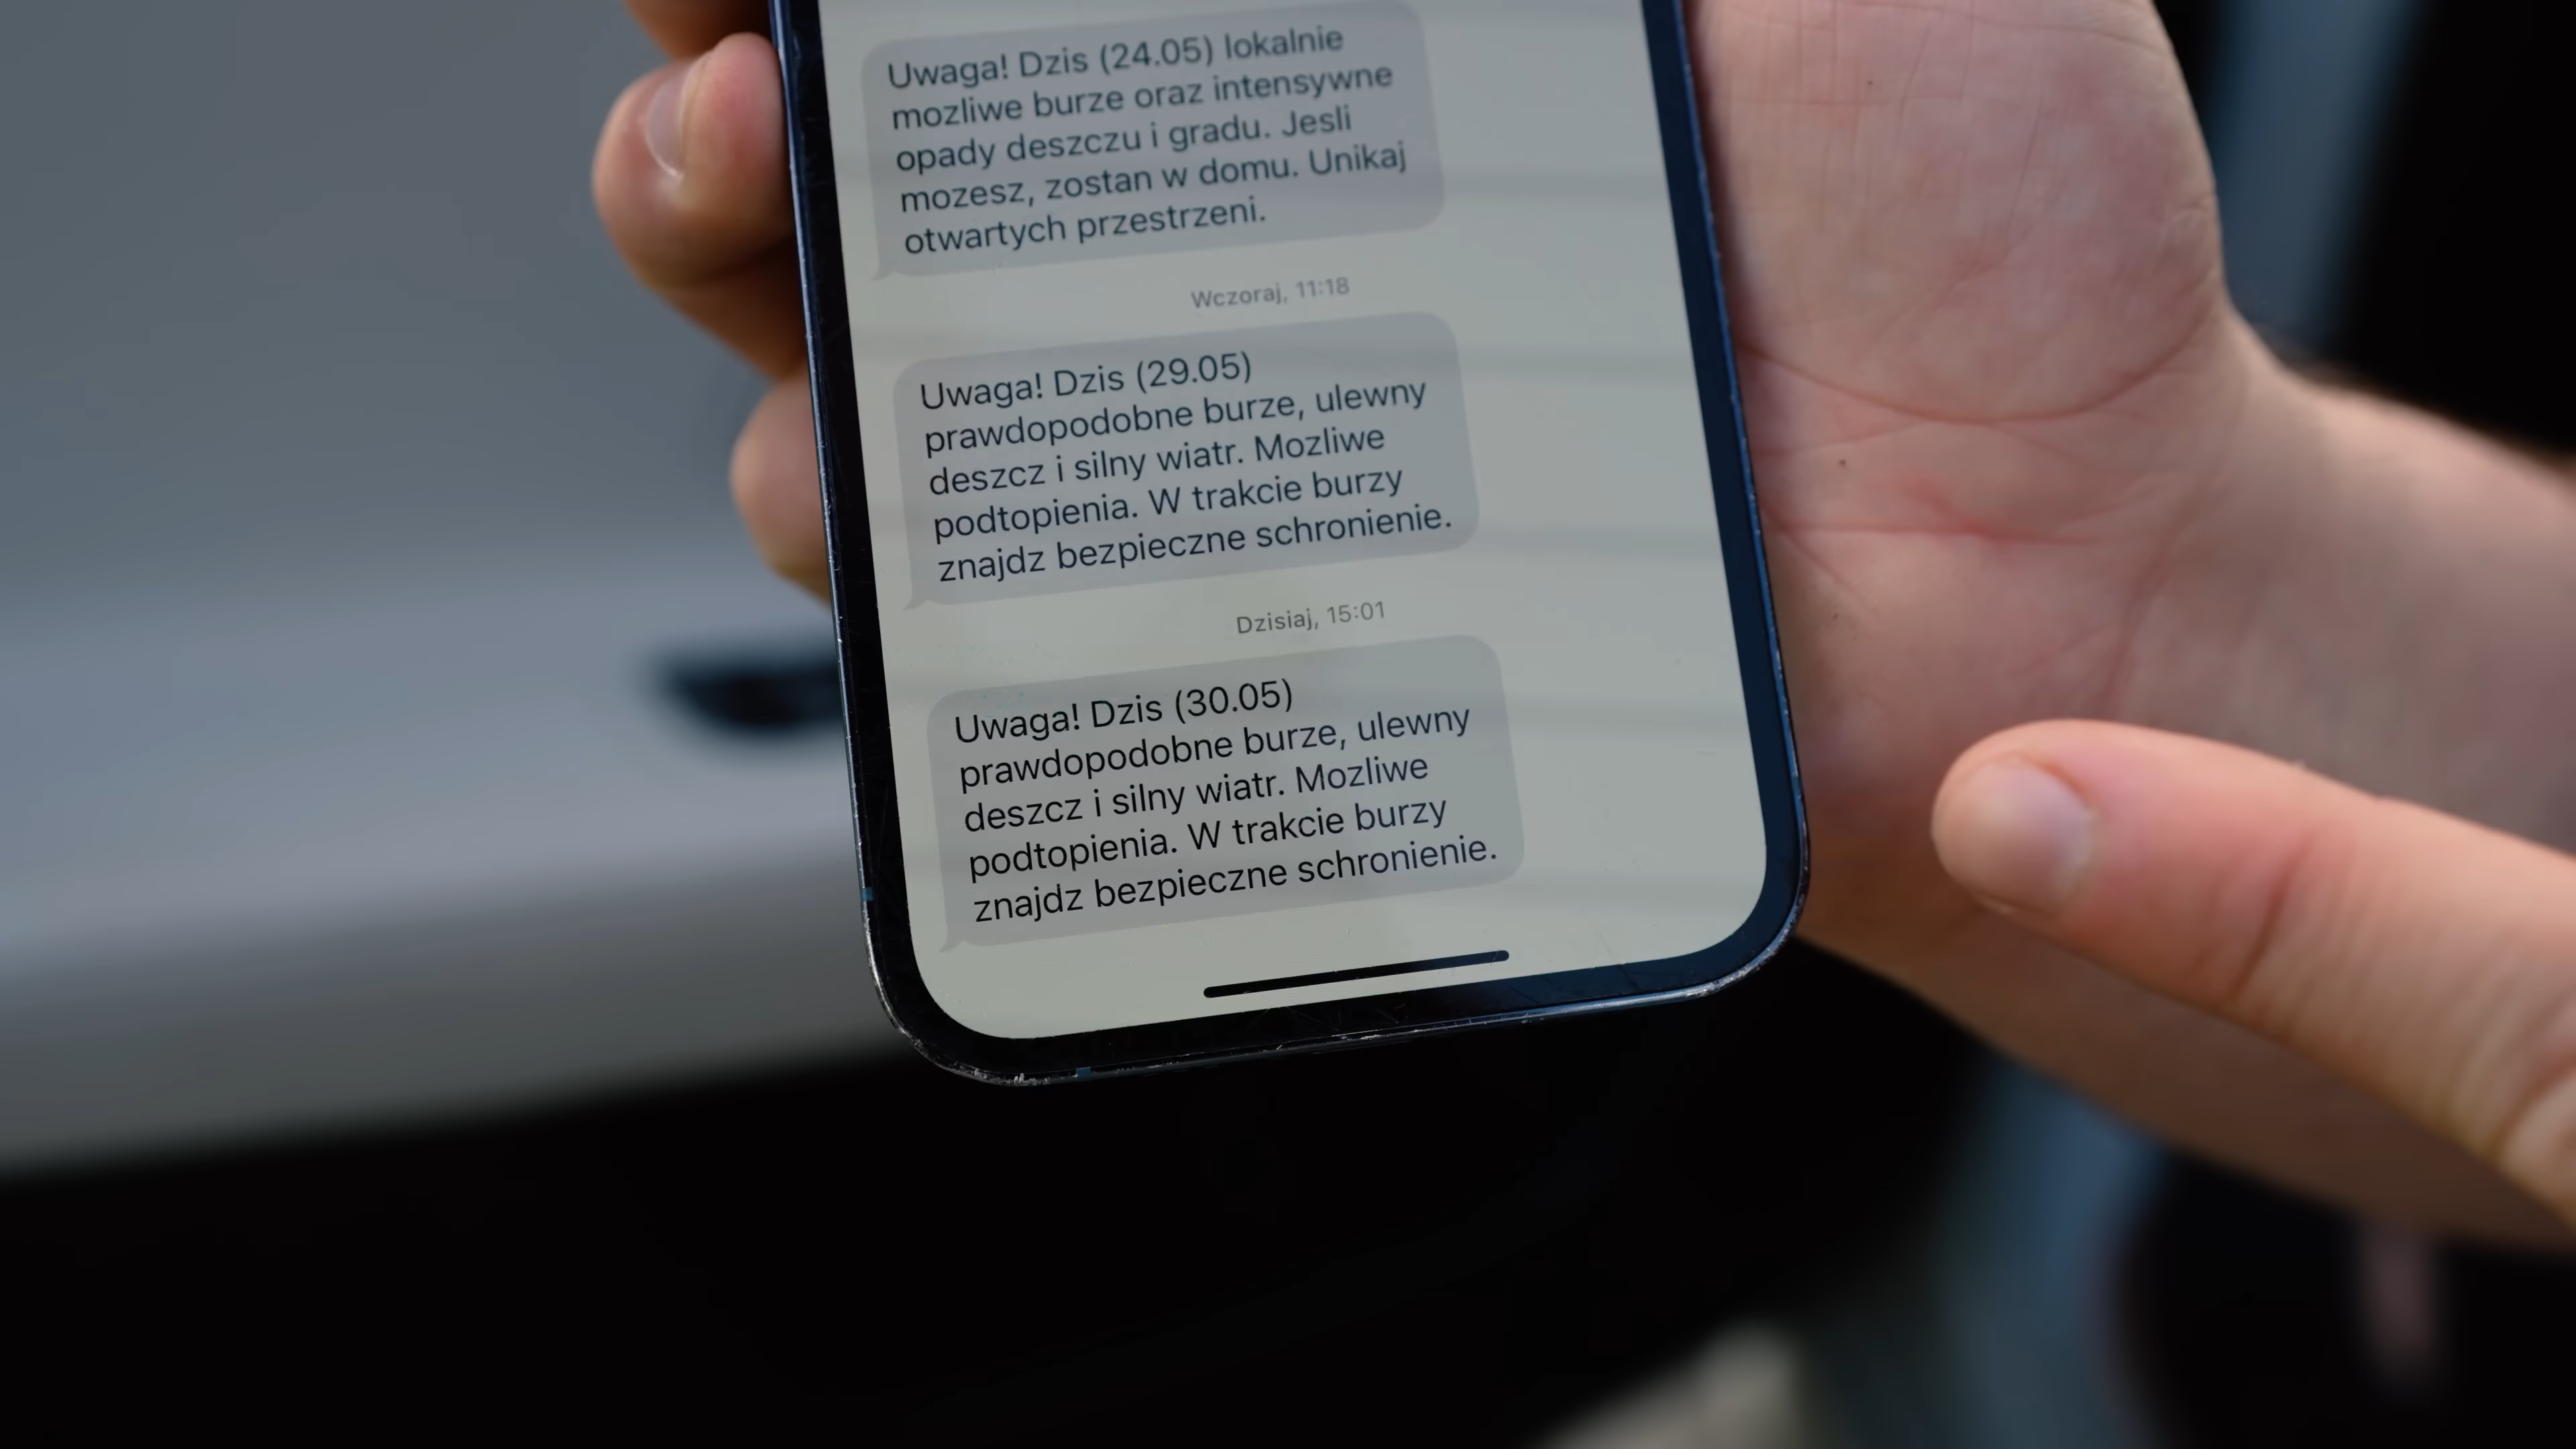 Uwaga! Dzis (24.05) lokalnie
mozliwe burze oraz intensywne
opady deszczu i gradu. Jesli
mozesz, zostan w domu. Unikaj
otwartych przestrzeni.
Wczoraj, 11:18
Uwaga! Dzis (29.05)
prawdopodobne burze, ulewny
deszcz i silny wiatr. Mozliwe
podtopienia. W trakcie burzy
znajdz bezpieczne schronienie.
Dzisiaj, 15:01
Uwaga! Dzis (30.05)
prawdopodobne burze, ulewny
deszcz i silny wiatr. Mozliwe
podtopienia. W trakcie burzy
znajdz bezpieczne schronienie.